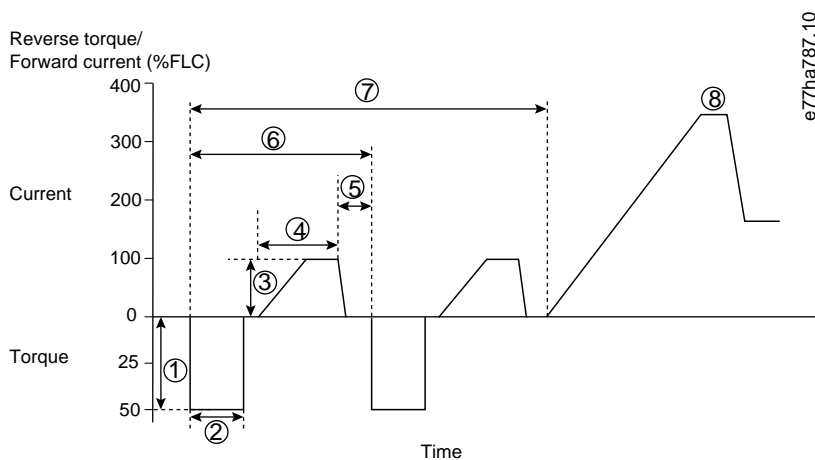 Reverse torque/
Forward current (%FLC)
e77ha787.10
400
⑦
⑧
300
⑥
Current
200
⑤
④
100
③
0
Torque
25
①
50
②
Time